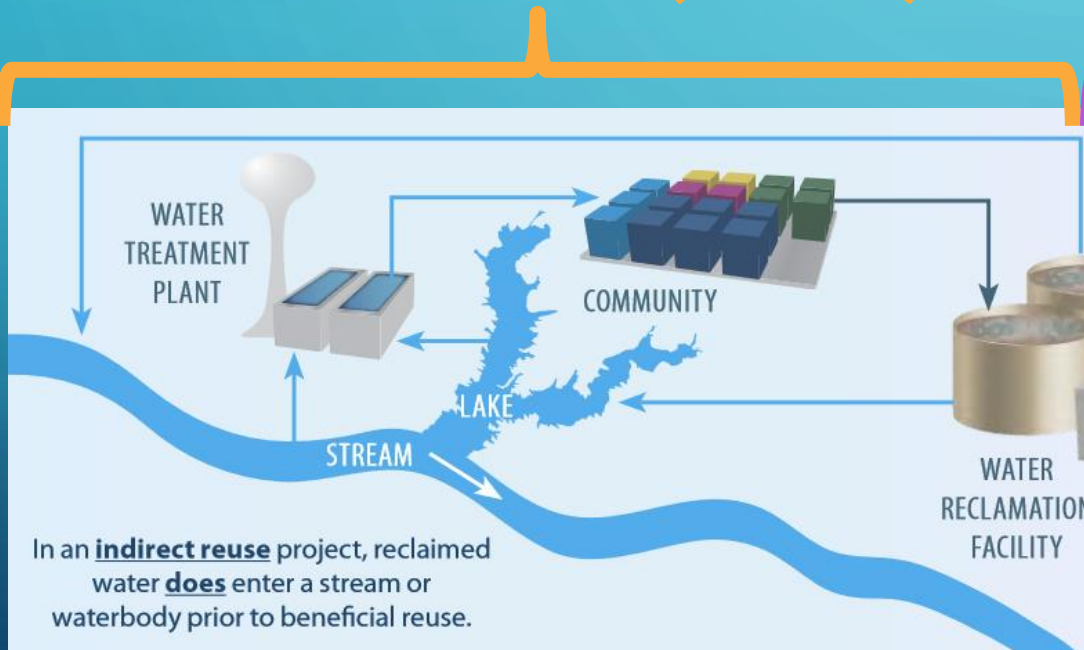 WATER
TREATMENT
PLANT
COMMUNITY
LAKE
STREAM
WATER
RECLAMATION
FACILITY
In an indirect reuse project, reclaimed
water does enter a stream or
waterbody prior to beneficial reuse.